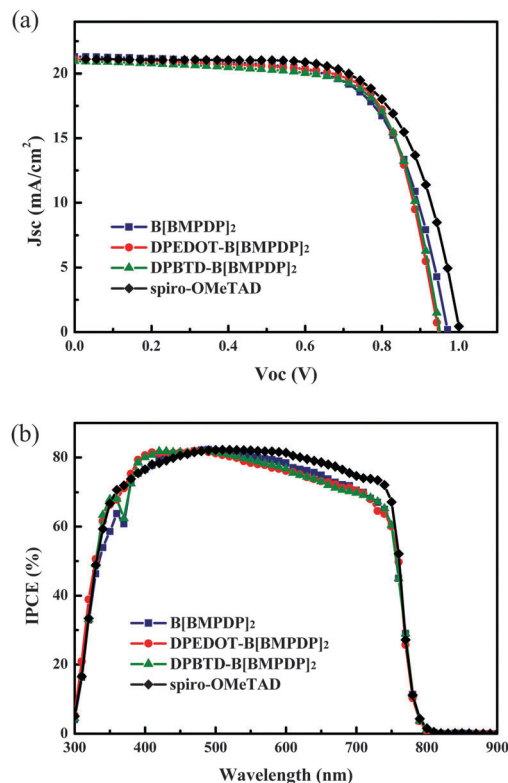 (a)
25
20
15
10
5
0
Jsc (mA/cm²)
B[BMPDP]₂
DPEDOT-B[BMPDP]₂
DPBTD-B[BMPDP]₂
spiro-OMeTAD
0.0 0.2 0.4 0.6 0.8 1.0
Voc (V)
(b)
80
60
40
20
0
IPCE (%)
B[BMPDP]₂
DPEDOT-B[BMPDP]₂
DPBTD-B[BMPDP]₂
spiro-OMeTAD
300 400 500 600 700 800 900
Wavelength (nm)